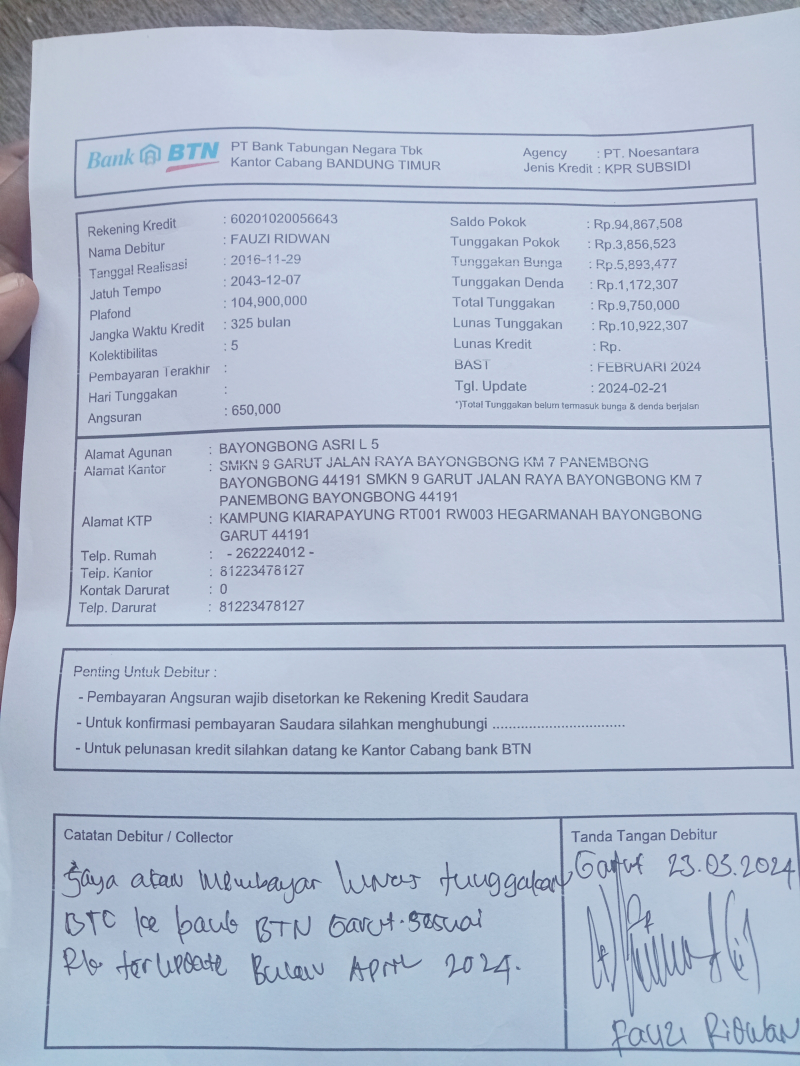 Bank BTN
PT Bank Tabungan Negara Tbk
Kantor Cabang BANDUNG TIMUR
Agency : PT. Noesantara
Jenis Kredit : KPR SUBSIDI
Rekening Kredit : 60201020056643
Nama Debitur : FAUZI RIDWAN
Tanggal Realisasi : 2016-11-29
Jatuh Tempo : 2043-12-07
Plafond : 104,900,000
Jangka Waktu Kredit : 325 bulan
Kolektibilitas : 5
Pembayaran Terakhir :
Hari Tunggakan :
Angsuran : 650,000
Saldo Pokok : Rp.94,867,508
Tunggakan Pokok : Rp.3,856,523
Tunggakan Bunga : Rp.5,893,477
Tunggakan Denda : Rp.1,172,307
Total Tunggakan : Rp.9,750,000
Lunas Tunggakan : Rp.10,922,307
Lunas Kredit : Rp.
BAST : FEBRUARI 2024
Tgl. Update : 2024-02-21
*)Total Tunggakan belum termasuk bunga & denda berjalan
Alamat Agunan : BAYONGBONG ASRI L 5
Alamat Kantor : SMKN 9 GARUT JALAN RAYA BAYONGBONG KM 7 PANEMBONG
BAYONGBONG 44191 SMKN 9 GARUT JALAN RAYA BAYONGBONG KM 7
PANEMBONG BAYONGBONG 44191
Alamat KTP : KAMPUNG KIARAPAYUNG RT001 RW003 HEGARMANAH BAYONGBONG
GARUT 44191
Telp. Rumah : - 262224012 -
Telp. Kantor : 81223478127
Kontak Darurat : 0
Telp. Darurat : 81223478127
Penting Untuk Debitur :
- Pembayaran Angsuran wajib disetorkan ke Rekening Kredit Saudara
- Untuk konfirmasi pembayaran Saudara silahkan menghubungi ................................
- Untuk pelunasan kredit silahkan datang ke Kantor Cabang bank BTN
Catatan Debitur / Collector
Saya akan membayar lunas tunggakan
BTC ke bank BTN Garut. sesuai
terupdate Bulan APRIL 2024.
Tanda Tangan Debitur
Garut 23.03.2024
Fauzi Ridwan